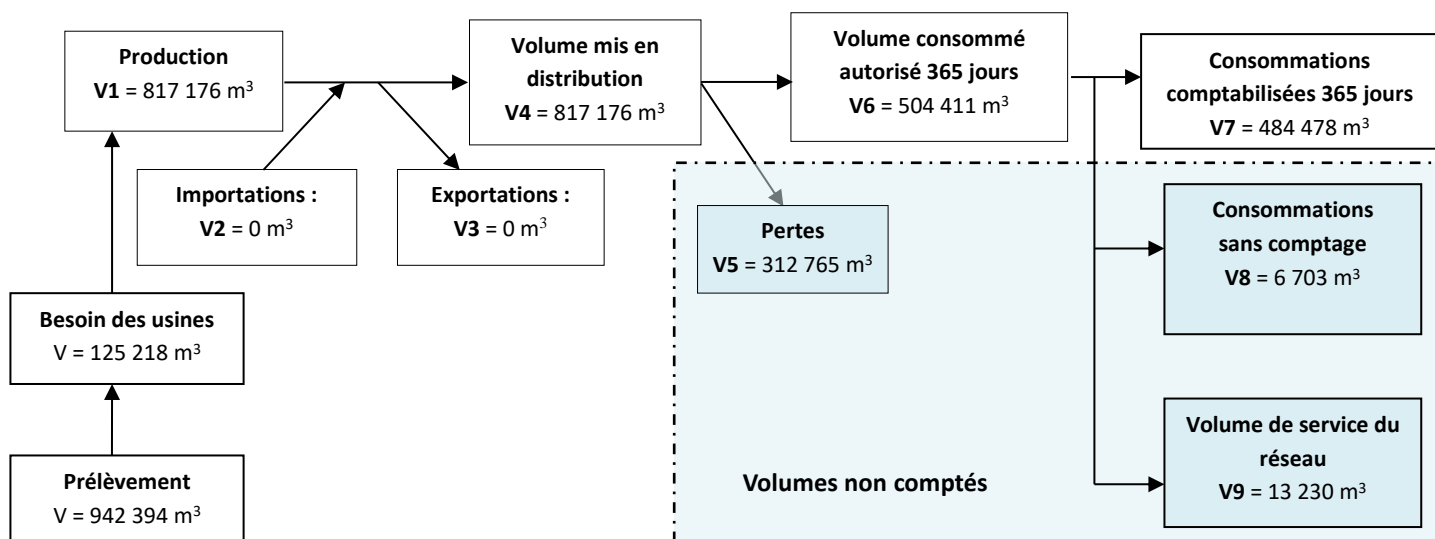 Production
V1 = 817 176 m³
Volume mis en
distribution
V4 = 817 176 m³
Volume consommé
autorisé 365 jours
V6 = 504 411 m³
Consommations
comptabilisées 365 jours
V7 = 484 478 m³
Importations :
V2 = 0 m³
Exportations :
V3 = 0 m³
Pertes
V5 = 312 765 m³
Consommations
sans comptage
V8 = 6 703 m³
Besoin des usines
V = 125 218 m³
Volume de service du
réseau
V9 = 13 230 m³
Prélèvement
V = 942 394 m³
Volumes non comptés